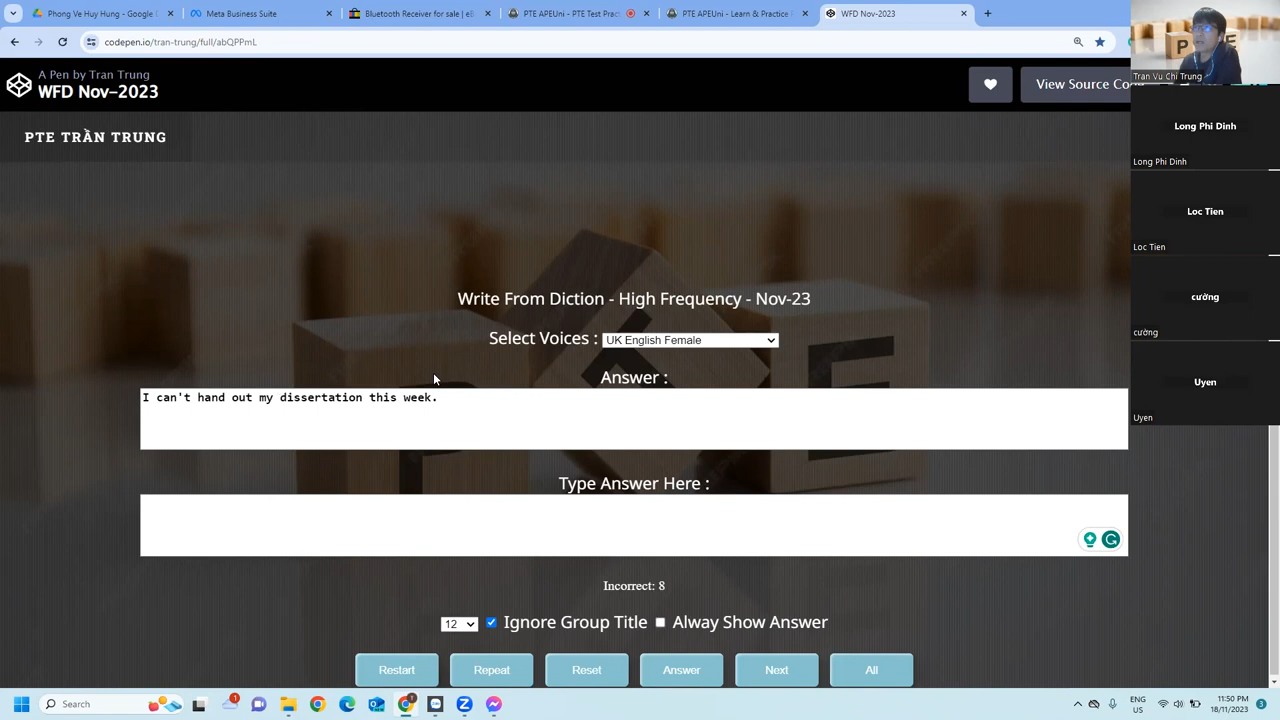 Phong Ve Huy Hung - Google D
Meta Business Suite
Bluetooth Receiver for sale | eB
PTE APEUni - PTE Test Pract
PTE APEUni - Learn & Practice F
WFD Nov-2023
codepen.io/tran-trung/full/abQPPmL
A Pen by Tran Trung
WFD Nov-2023
View Source Co
PTE TRẦN TRUNG
Write From Diction - High Frequency - Nov-23
Select Voices : UK English Female
Answer :
I can't hand out my dissertation this week.
Type Answer Here :
Incorrect: 8
12 Ignore Group Title Alway Show Answer
Restart Repeat Reset Answer Next All
P E
Tran Vu Chi Trung
Long Phi Dinh
Long Phi Dinh
Loc Tien
Loc Tien
cường
cường
Uyen
Uyen
Search
ENG
US
11:50 PM
18/11/2023